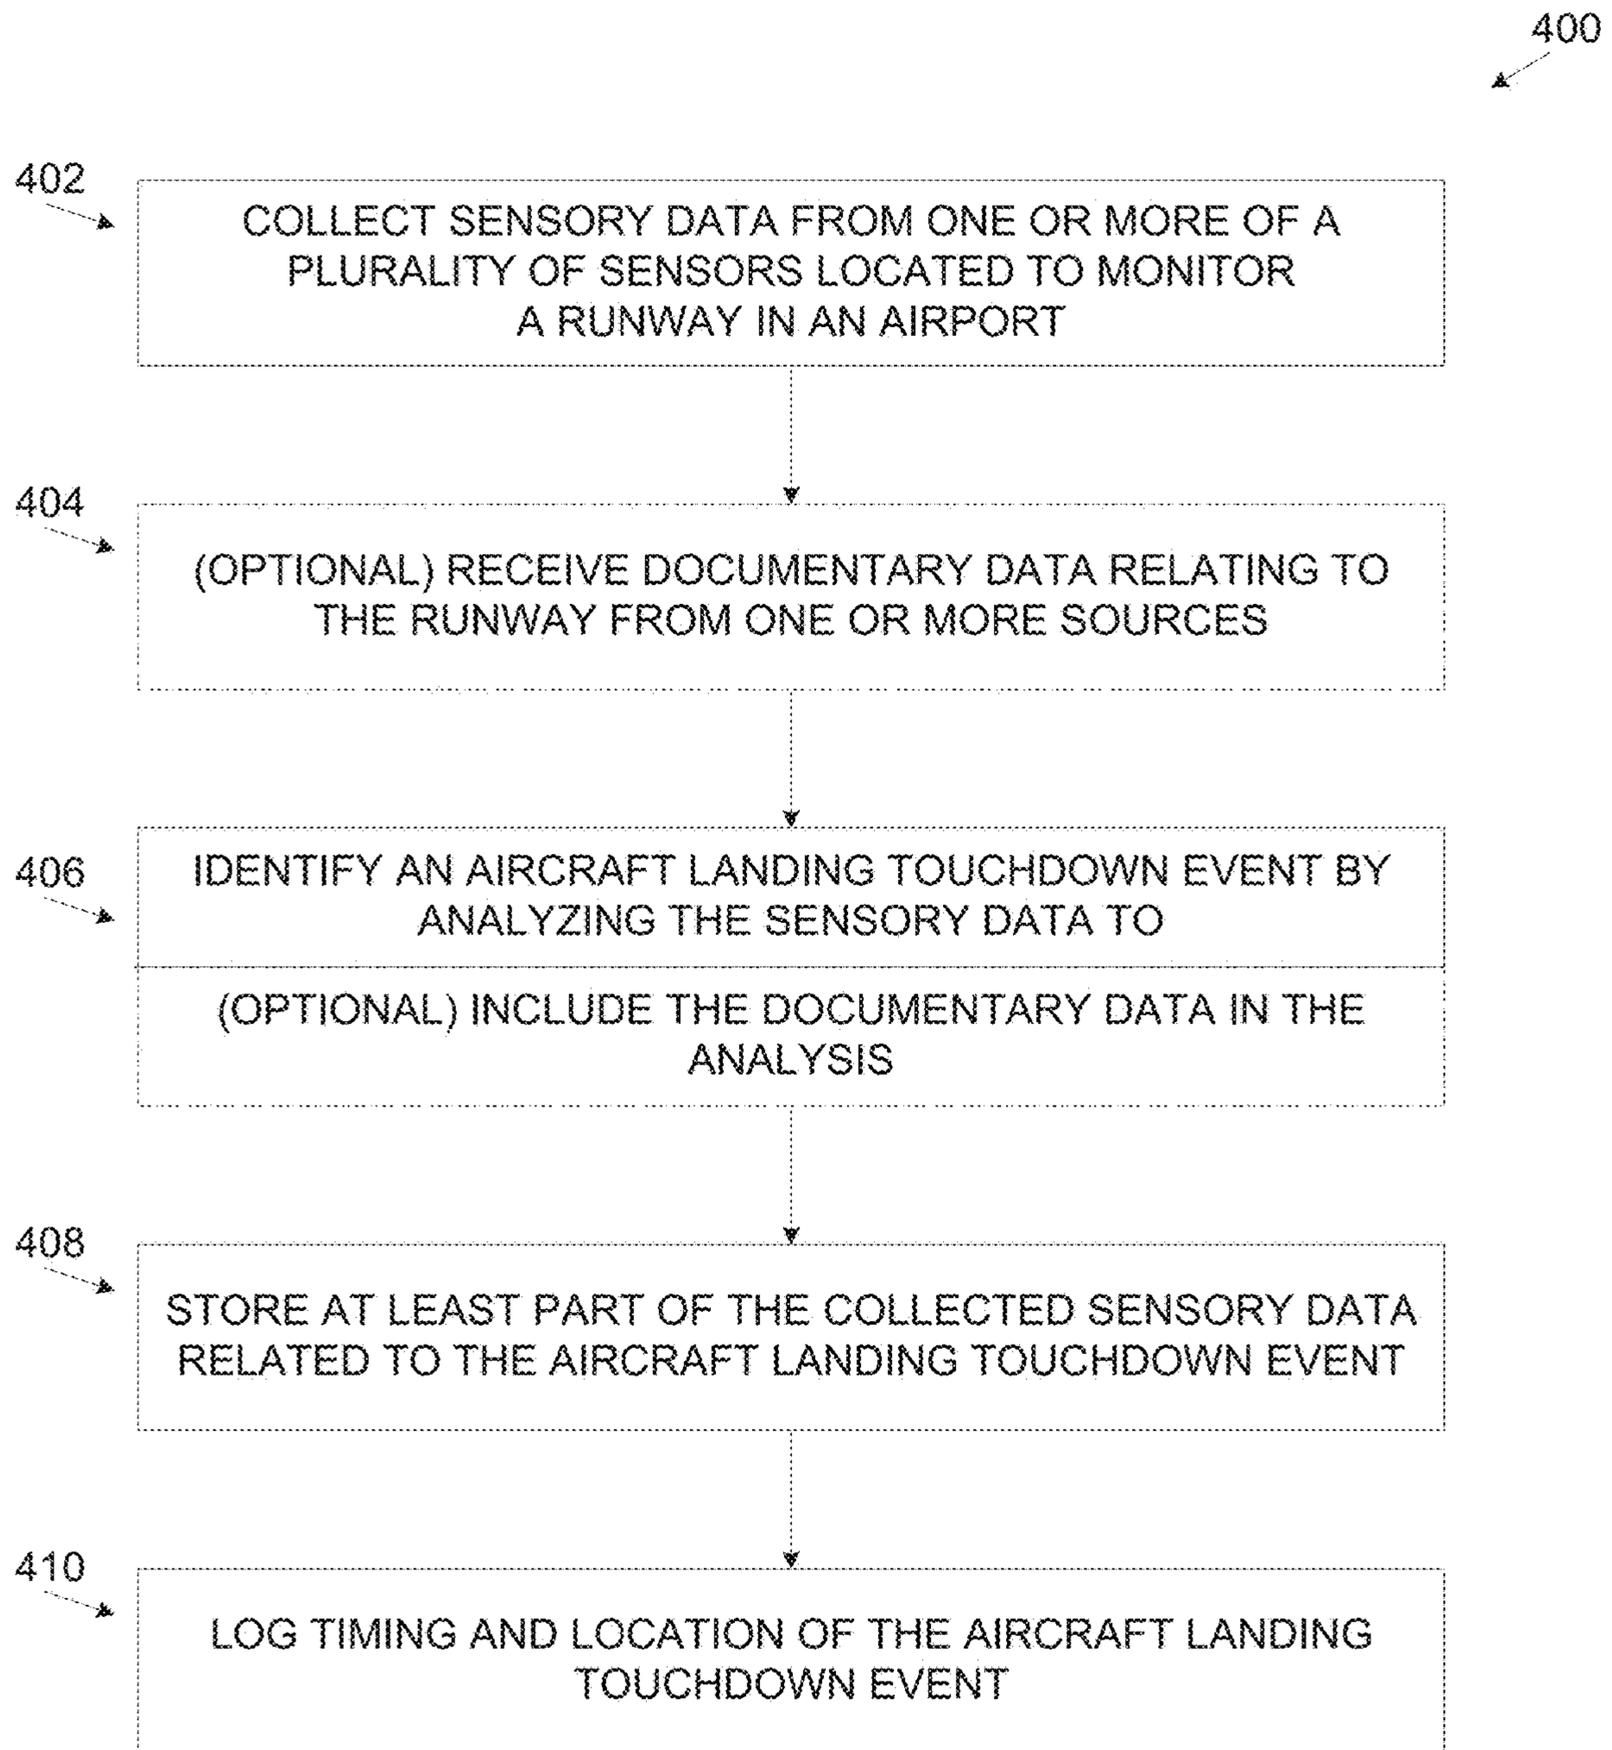 400
402
COLLECT SENSORY DATA FROM ONE OR MORE OF A
PLURALITY OF SENSORS LOCATED TO MONITOR
A RUNWAY IN AN AIRPORT
404
(OPTIONAL) RECEIVE DOCUMENTARY DATA RELATING TO
THE RUNWAY FROM ONE OR MORE SOURCES
406
IDENTIFY AN AIRCRAFT LANDING TOUCHDOWN EVENT BY
ANALYZING THE SENSORY DATA TO
(OPTIONAL) INCLUDE THE DOCUMENTARY DATA IN THE
ANALYSIS
408
STORE AT LEAST PART OF THE COLLECTED SENSORY DATA
RELATED TO THE AIRCRAFT LANDING TOUCHDOWN EVENT
410
LOG TIMING AND LOCATION OF THE AIRCRAFT LANDING
TOUCHDOWN EVENT